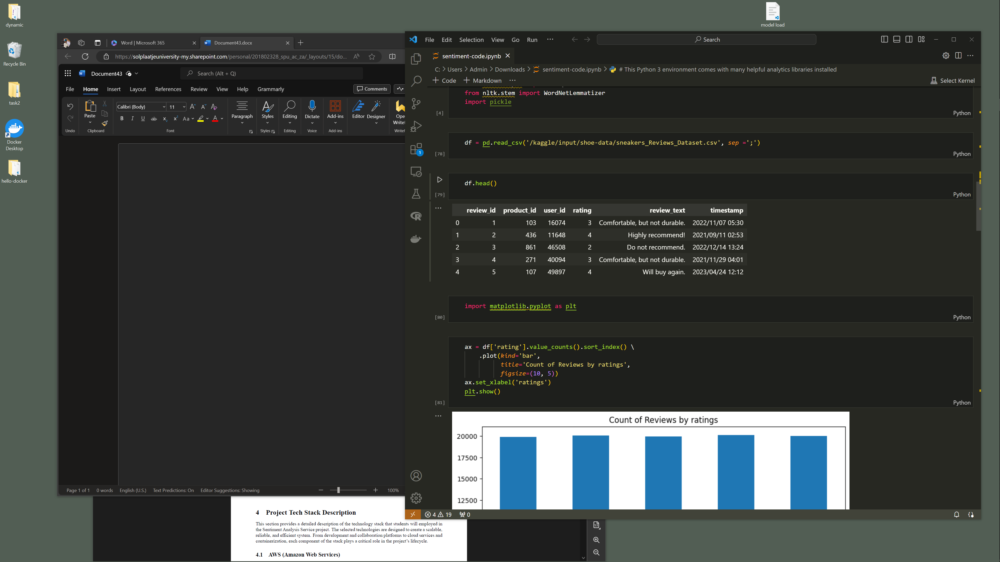 dynamic
Recycle Bin
task2
Docker
Desktop
hello-docker
model load
Word | Microsoft 365
Document43.docx
https://solplaatjeuniversity-my.sharepoint.com/personal/201802328_spu_ac_za/_layouts/15/do...
Document43
Search (Alt + Q)
File Home Insert Layout References Review View Help Grammarly
Comments
Calibri (Body) 11
Paste
Paragraph Styles Editing Dictate Add-ins Editor Designer
Undo Clipboard Font Styles Editing Voice Add-ins
Page 1 of 1 0 words English (U.S.) Text Predictions: On Editor Suggestions: Showing 100%
4 Project Tech Stack Description
This section provides a detailed description of the technology stack that students will employed in
the Sentiment Analysis Service project. The selected technologies are designed to create a scalable,
reliable, and efficient system. From development and collaboration platforms to cloud services and
containerization, each component of the stack plays a critical role in the project's lifecycle.
4.1 AWS (Amazon Web Services)
File Edit Selection View Go Run ...
Search
sentiment-code.ipynb
C: > Users > Admin > Downloads > sentiment-code.ipynb > # This Python 3 environment comes with many helpful analytics libraries installed
+ Code + Markdown ...
Select Kernel
from nltk.stem import WordNetLemmatizer
import pickle
[4] Python
df = pd.read_csv('/kaggle/input/shoe-data/sneakers_Reviews_Dataset.csv', sep =';')
[78] Python
df.head()
[79] Python
review_id product_id user_id rating review_text timestamp
0 1 103 16074 3 Comfortable, but not durable. 2022/11/07 05:30
1 2 436 11648 4 Highly recommend! 2021/09/11 02:53
2 3 861 46508 2 Do not recommend. 2022/12/14 13:24
3 4 271 40094 3 Comfortable, but not durable. 2021/11/29 04:01
4 5 107 49897 4 Will buy again. 2023/04/24 12:12
import matplotlib.pyplot as plt
[80] Python
ax = df['rating'].value_counts().sort_index() \
.plot(kind='bar',
title='Count of Reviews by ratings',
figsize=(10, 5))
ax.set_xlabel('ratings')
plt.show()
[81] Python
Count of Reviews by ratings
20000
17500
15000
12500
4 19 0